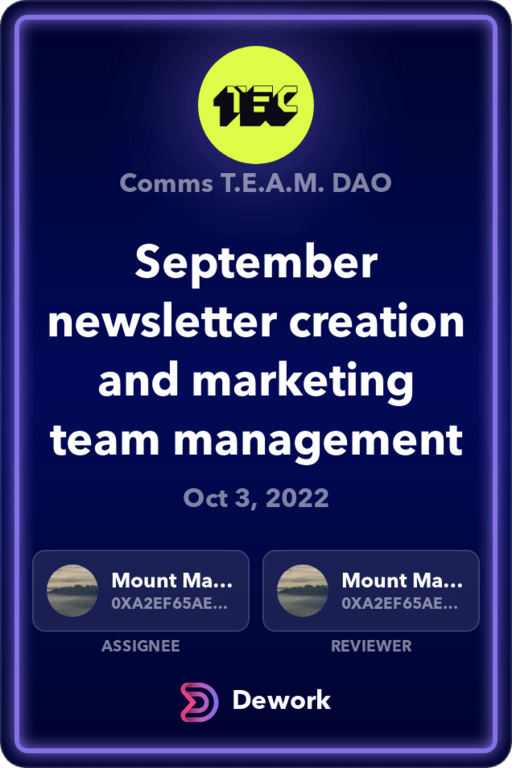 TEC
Comms T.E.A.M. DAO
September
newsletter creation
and marketing
team management
Oct 3, 2022
Mount Ma...
0XA2EF65AE...
ASSIGNEE
Mount Ma...
0XA2EF65AE...
REVIEWER
Dework